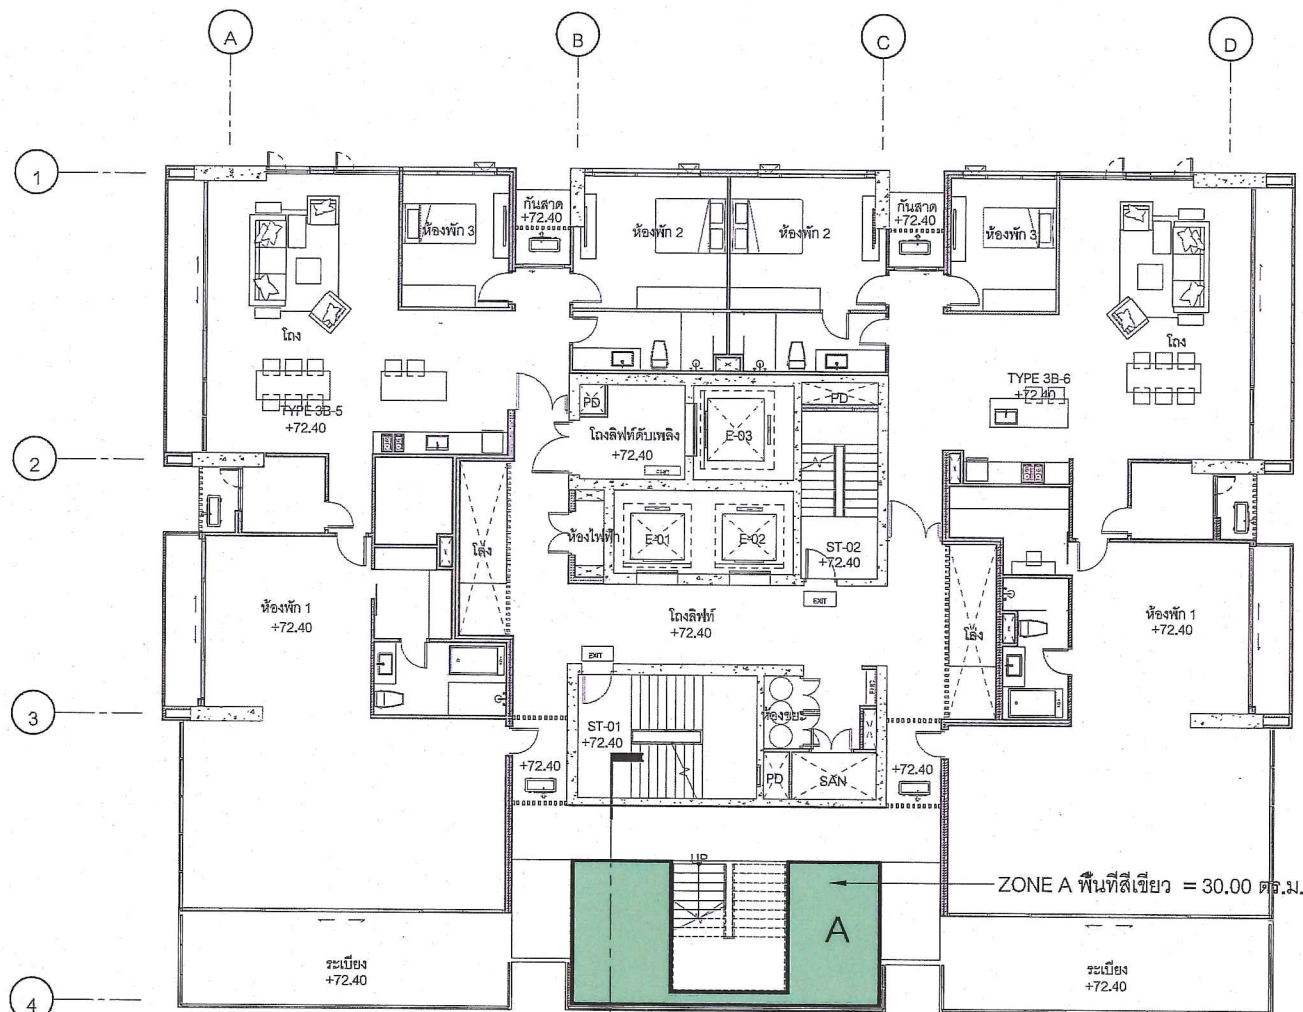 A
B
C
D
1
กันสาด
+72.40
กันสาด
+72.40
ห้องพัก 3
ห้องพัก 2
ห้องพัก 2
ห้องพัก 3
โถง
โถง
TYPE 3B-5
+72.40
TYPE 3B-6
+72.40
PD
PD
โถงลิฟท์ดับเพลิง
+72.40
FHC
E-03
2
ห้องไฟฟ้า
E-01
E-02
ST-02
+72.40
EXIT
โล่ง
ห้องพัก 1
+72.40
โถงลิฟท์
+72.40
โล่ง
ห้องพัก 1
+72.40
EXIT
FHC
3
ST-01
+72.40
ห้องขยะ
+72.40
PD
SAN
+72.40
UP
ZONE A พื้นที่สีเขียว = 30.00 ตร.ม.
A
ระเบียง
+72.40
ระเบียง
+72.40
4